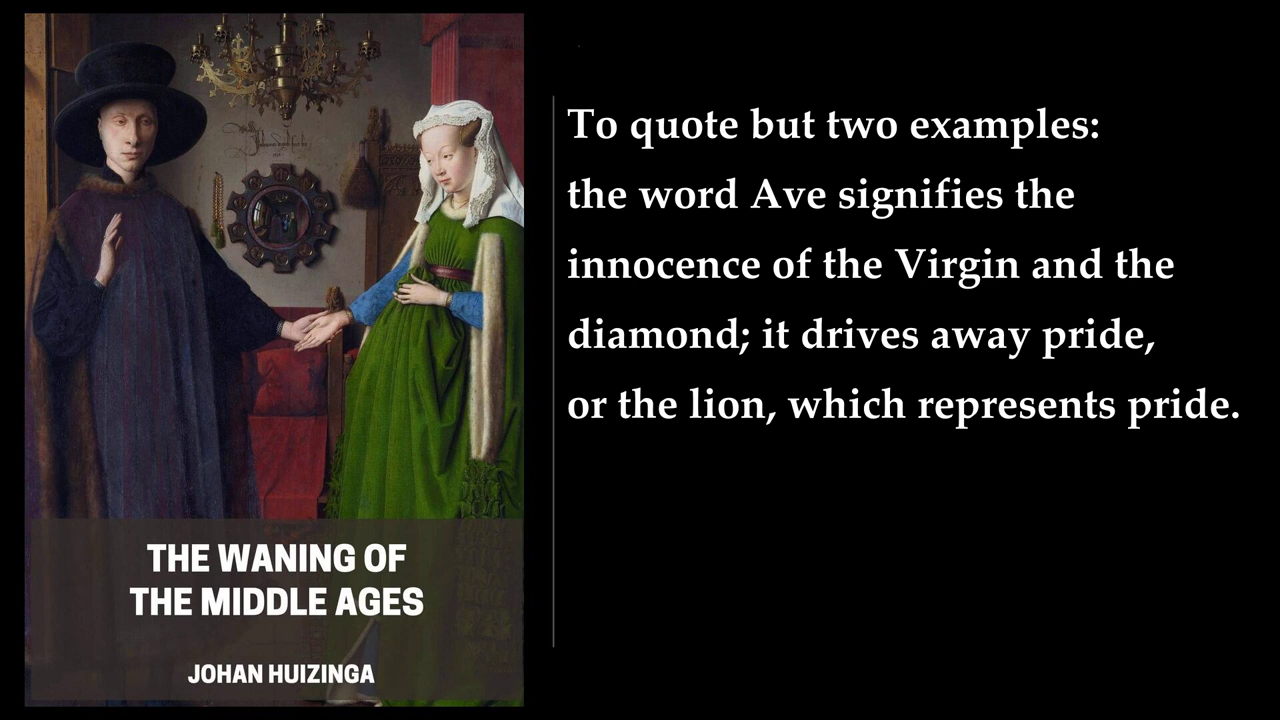 To quote but two examples:
the word Ave signifies the
innocence of the Virgin and the
diamond; it drives away pride,
or the lion, which represents pride.
THE WANING OF
THE MIDDLE AGES
JOHAN HUIZINGA